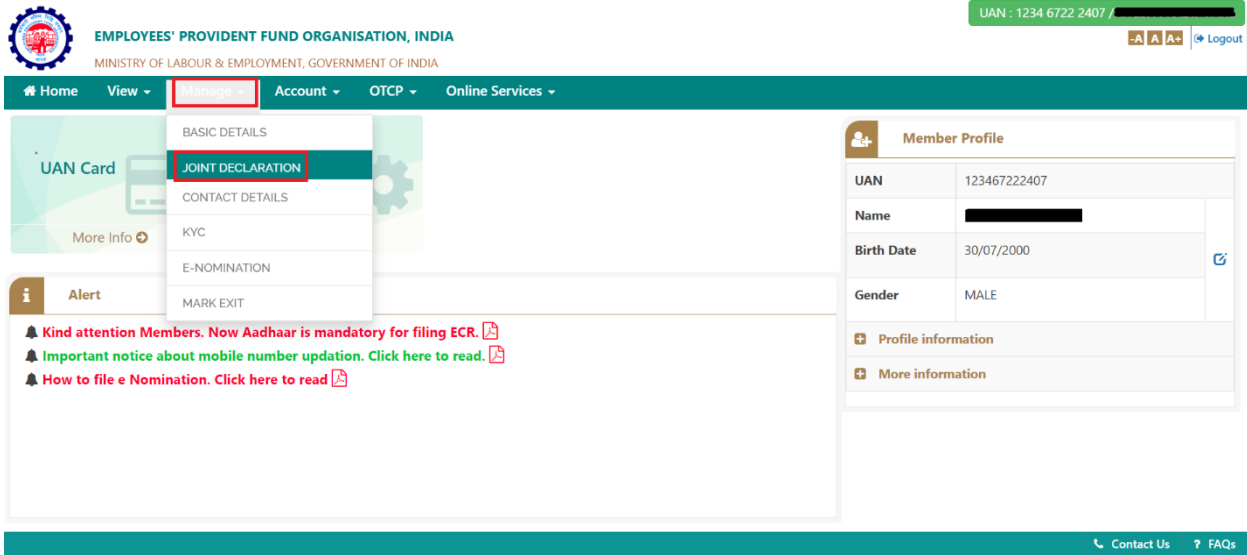 UAN : 1234 6722 2407 /
EMPLOYEES' PROVIDENT FUND ORGANISATION, INDIA
MINISTRY OF LABOUR & EMPLOYMENT, GOVERNMENT OF INDIA
-A A A+ Logout
Home View Manage Account OTCP Online Services
BASIC DETAILS
JOINT DECLARATION
CONTACT DETAILS
KYC
E-NOMINATION
MARK EXIT
UAN Card
More Info
Member Profile
UAN 123467222407
Name
Birth Date 30/07/2000
Gender MALE
Profile information
More information
Alert
Kind attention Members. Now Aadhaar is mandatory for filing ECR.
Important notice about mobile number updation. Click here to read.
How to file e Nomination. Click here to read
Contact Us ? FAQs